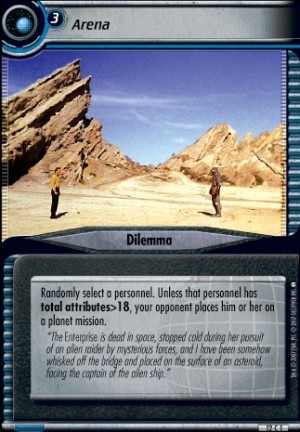 3
Arena
Dilemma
Randomly select a personnel. Unless that personnel has
total attributes>18, your opponent places him or her on
a planet mission.
"The Enterprise is dead in space, stopped cold during her pursuit
of an alien raider by mysterious forces, and I have been somehow
whisked off the bridge and placed on the surface of an asteroid,
facing the captain of the alien ship."